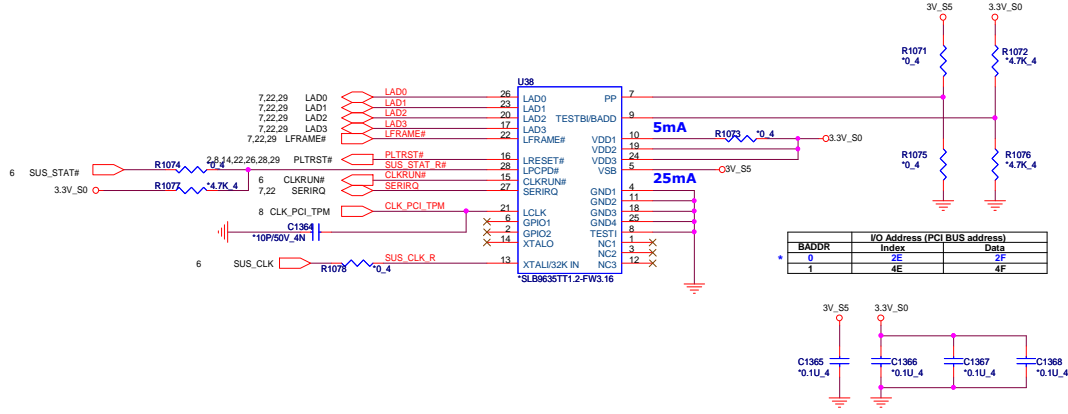 3V_S5
3.3V_S0
R1071
*0_4
R1072
*4.7K_4
U38
7,22,29 LAD0 LAD0 26 LAD0 PP 7
7,22,29 LAD1 LAD1 23 LAD1
7,22,29 LAD2 LAD2 20 LAD2 TESTBI/BADD 9
7,22,29 LAD3 LAD3 17 LAD3
7,22,29 LFRAME# LFRAME# 22 LFRAME# VDD1 10
5mA
R1073 *0_4 3.3V_S0
VDD2 19
2,8,14,22,26,28,29 PLTRST# PLTRST# 16 LRESET# VDD3 24
6 SUS_STAT# R1074 *0_4 SUS_STAT_R# 28 LPCPD# VSB 5 3V_S5
25mA
6 CLKRUN# CLKRUN# 15 CLKRUN#
3.3V_S0 R1077 *4.7K_4 7,22 SERIRQ SERIRQ 27 SERIRQ GND1 4
GND2 11
8 CLK_PCI_TPM CLK_PCI_TPM 21 LCLK GND3 18
6 GPIO1 GND4 25
C1364
*10P/50V_4N
2 GPIO2 TESTI 8
14 XTALO NC1 1
NC2 3
6 SUS_CLK R1078 *0_4 SUS_CLK_R 13 XTALI/32K IN NC3 12
*SLB9635TT1.2-FW3.16
R1075
*0_4
R1076
*4.7K_4
I/O Address (PCI BUS address)
BADDR Index Data
* 0 2E 2F
1 4E 4F
3V_S5
3.3V_S0
C1365
*0.1U_4
C1366
*0.1U_4
C1367
*0.1U_4
C1368
*0.1U_4